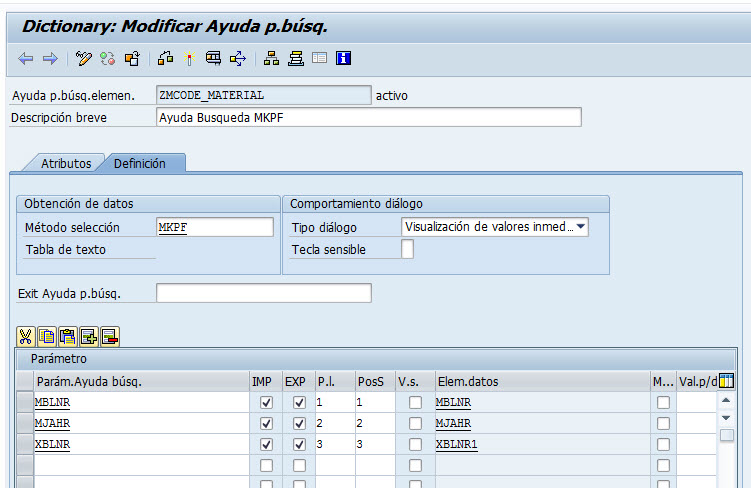 Dictionary: Modificar Ayuda p.búsq.
Ayuda p.búsq.elemen. ZMCODE_MATERIAL activo
Descripción breve Ayuda Busqueda MKPF
Atributos Definición
Obtención de datos Comportamiento diálogo
Método selección MKPF Tipo diálogo Visualización de valores inmed...
Tabla de texto Tecla sensible
Exit Ayuda p.búsq.
Parámetro
Parám.Ayuda búsq. IMP EXP P.l. PosS V.s. Elem.datos M... Val.p/d
MBLNR 1 1 MBLNR
MJAHR 2 2 MJAHR
XBLNR 3 3 XBLNR1